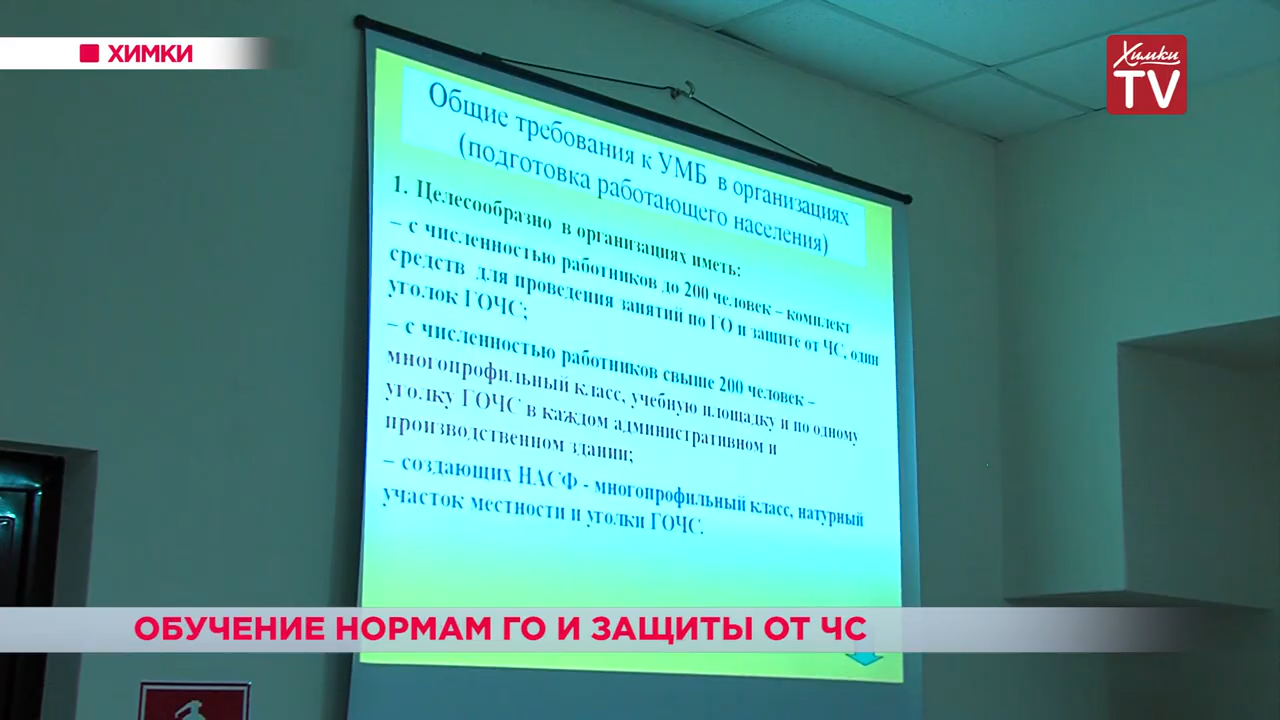 ХИМКИ
Химки
TV
Общие требования к УМБ в организациях
(подготовка работающего населения)
1. Целесообразно в организациях иметь:
– с численностью работников до 200 человек – комплект
средств для проведения занятий по ГО и защите от ЧС, один
уголок ГОЧС;
– с численностью работников свыше 200 человек –
многопрофильный класс, учебную площадку и по одному
уголку ГОЧС в каждом административном и
производственном здании;
– создающих НАСФ - многопрофильный класс, натурный
участок местности и уголки ГОЧС.
ОБУЧЕНИЕ НОРМАМ ГО И ЗАЩИТЫ ОТ ЧС